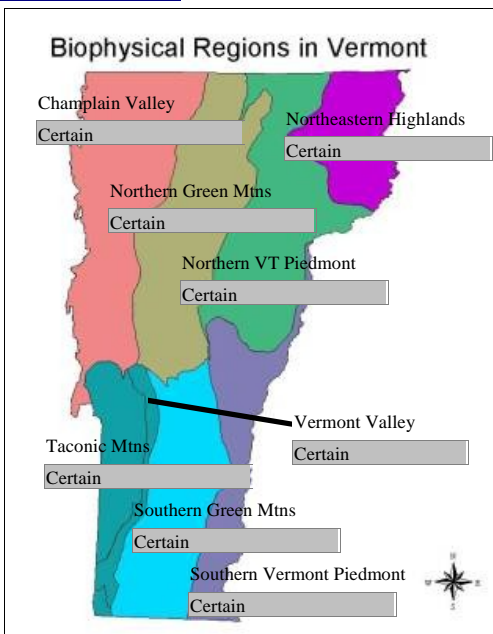 Biophysical Regions in Vermont
Champlain Valley
Certain
Northeastern Highlands
Certain
Northern Green Mtns
Certain
Northern VT Piedmont
Certain
Vermont Valley
Certain
Taconic Mtns
Certain
Southern Green Mtns
Certain
Southern Vermont Piedmont
Certain
N
W
E
S